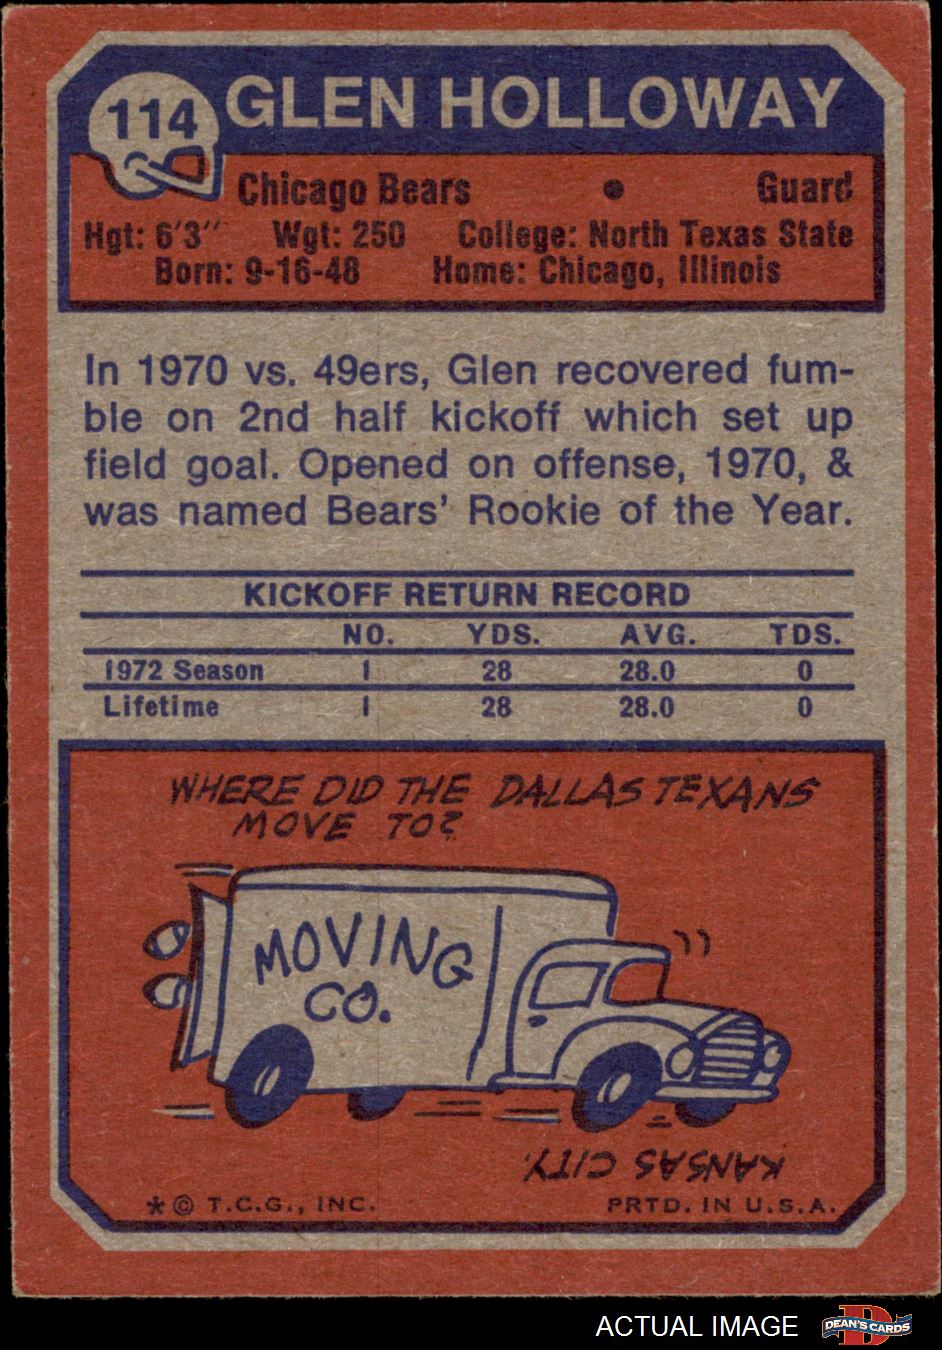 114 GLEN HOLLOWAY
Chicago Bears • Guard
Hgt: 6'3" Wgt: 250 College: North Texas State
Born: 9-16-48 Home: Chicago, Illinois
In 1970 vs. 49ers, Glen recovered fum-
ble on 2nd half kickoff which set up
field goal. Opened on offense, 1970, &
was named Bears' Rookie of the Year.
KICKOFF RETURN RECORD
NO. YDS. AVG. TDS.
1972 Season 1 28 28.0 0
Lifetime 1 28 28.0 0
WHERE DID THE DALLAS TEXANS
MOVE TO?
MOVING
CO.
KANSAS CITY.
* © T.C.G., INC. PRTD. IN U.S.A.
ACTUAL IMAGE DEAN'S CARDS